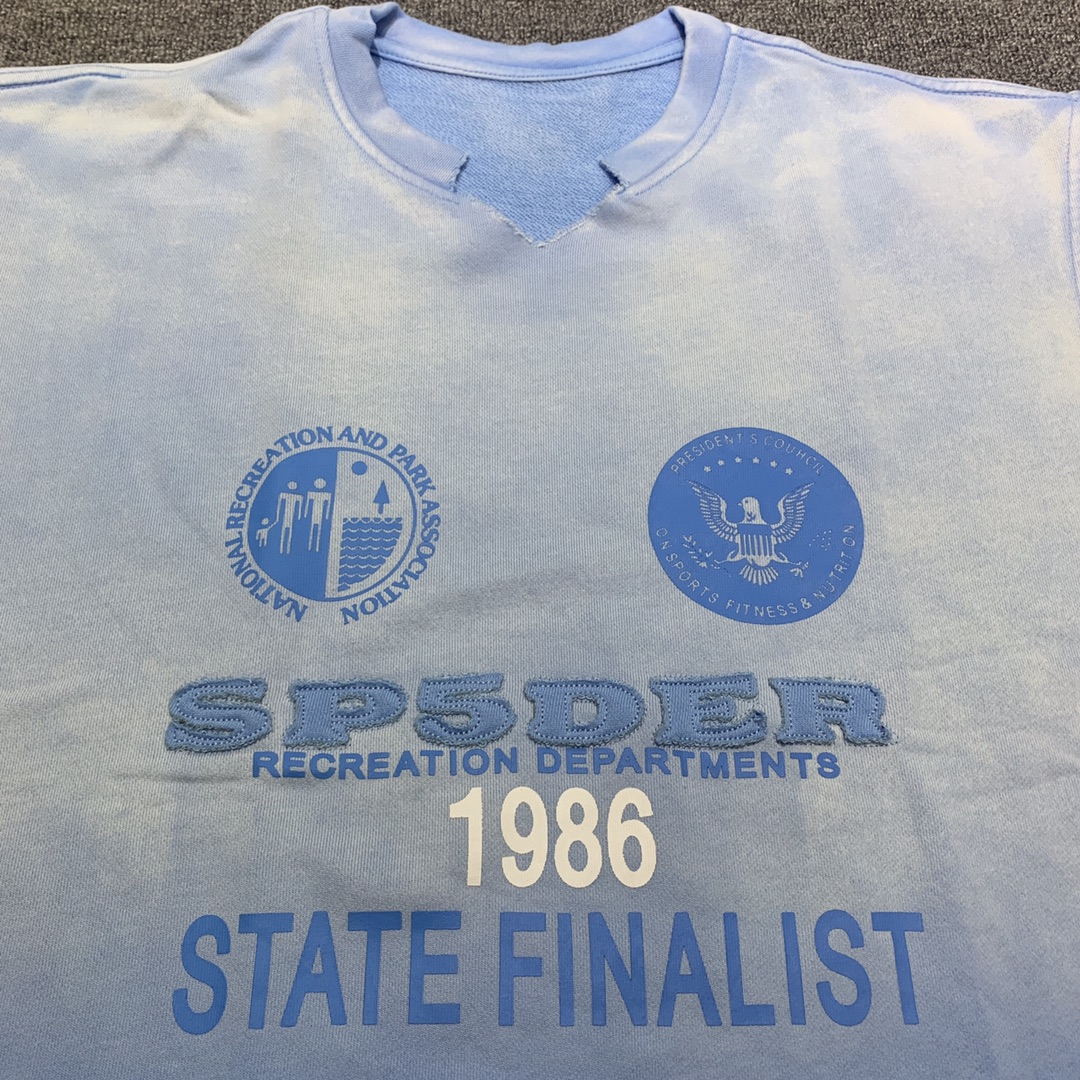 NATIONAL RECREATION AND PARK ASSOCIATION
PRESIDENT'S COUNCIL
ON SPORTS FITNESS & NUTRITION
SP5DER
RECREATION DEPARTMENTS
1986
STATE FINALIST